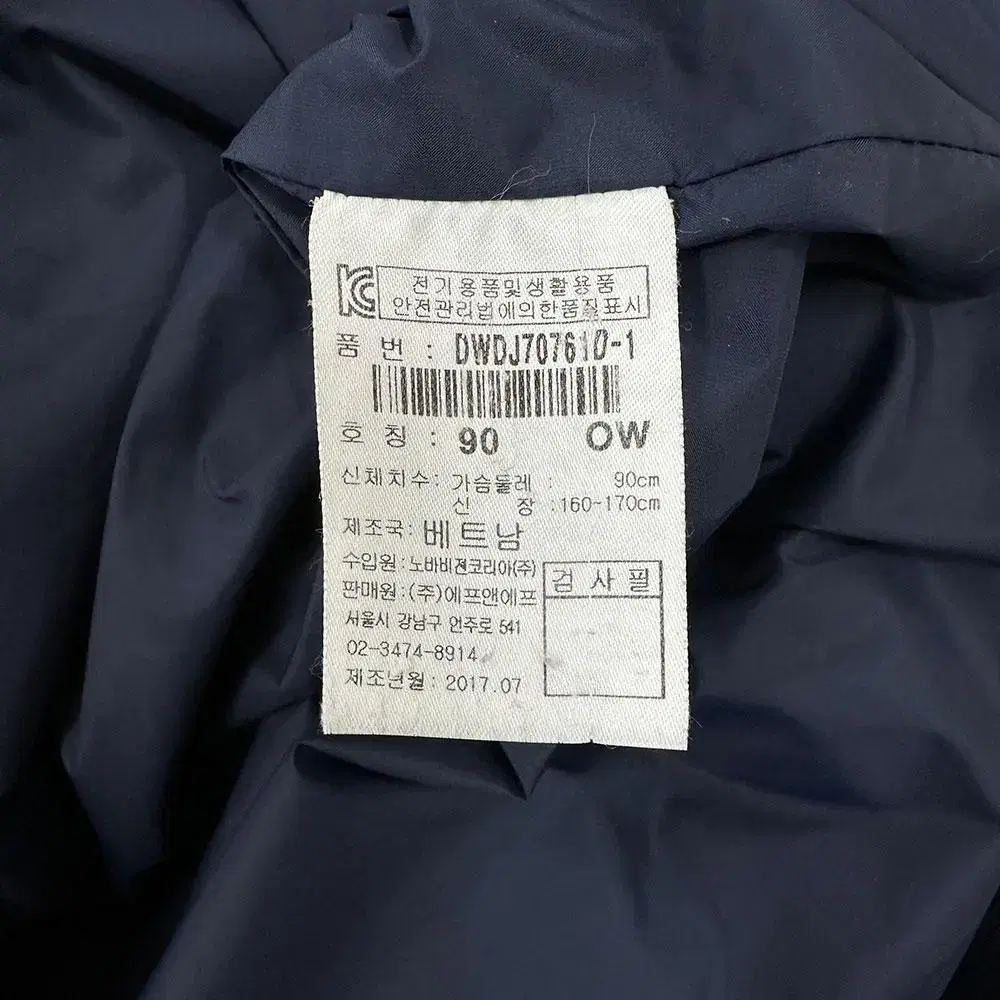 KC 전기용품및생활용품
안전관리법에의한품질표시
품 번 : DWDJ707610-1
호 칭 : 90 OW
신체치수: 가슴둘레 : 90cm
신 장 :160-170cm
제조국: 베트남
수입원:노바비젼코리아(주)
판매원:(주)에프앤에프
검 사 필
서울시 강남구 언주로 541
02-3474-8914
제조년월: 2017.07